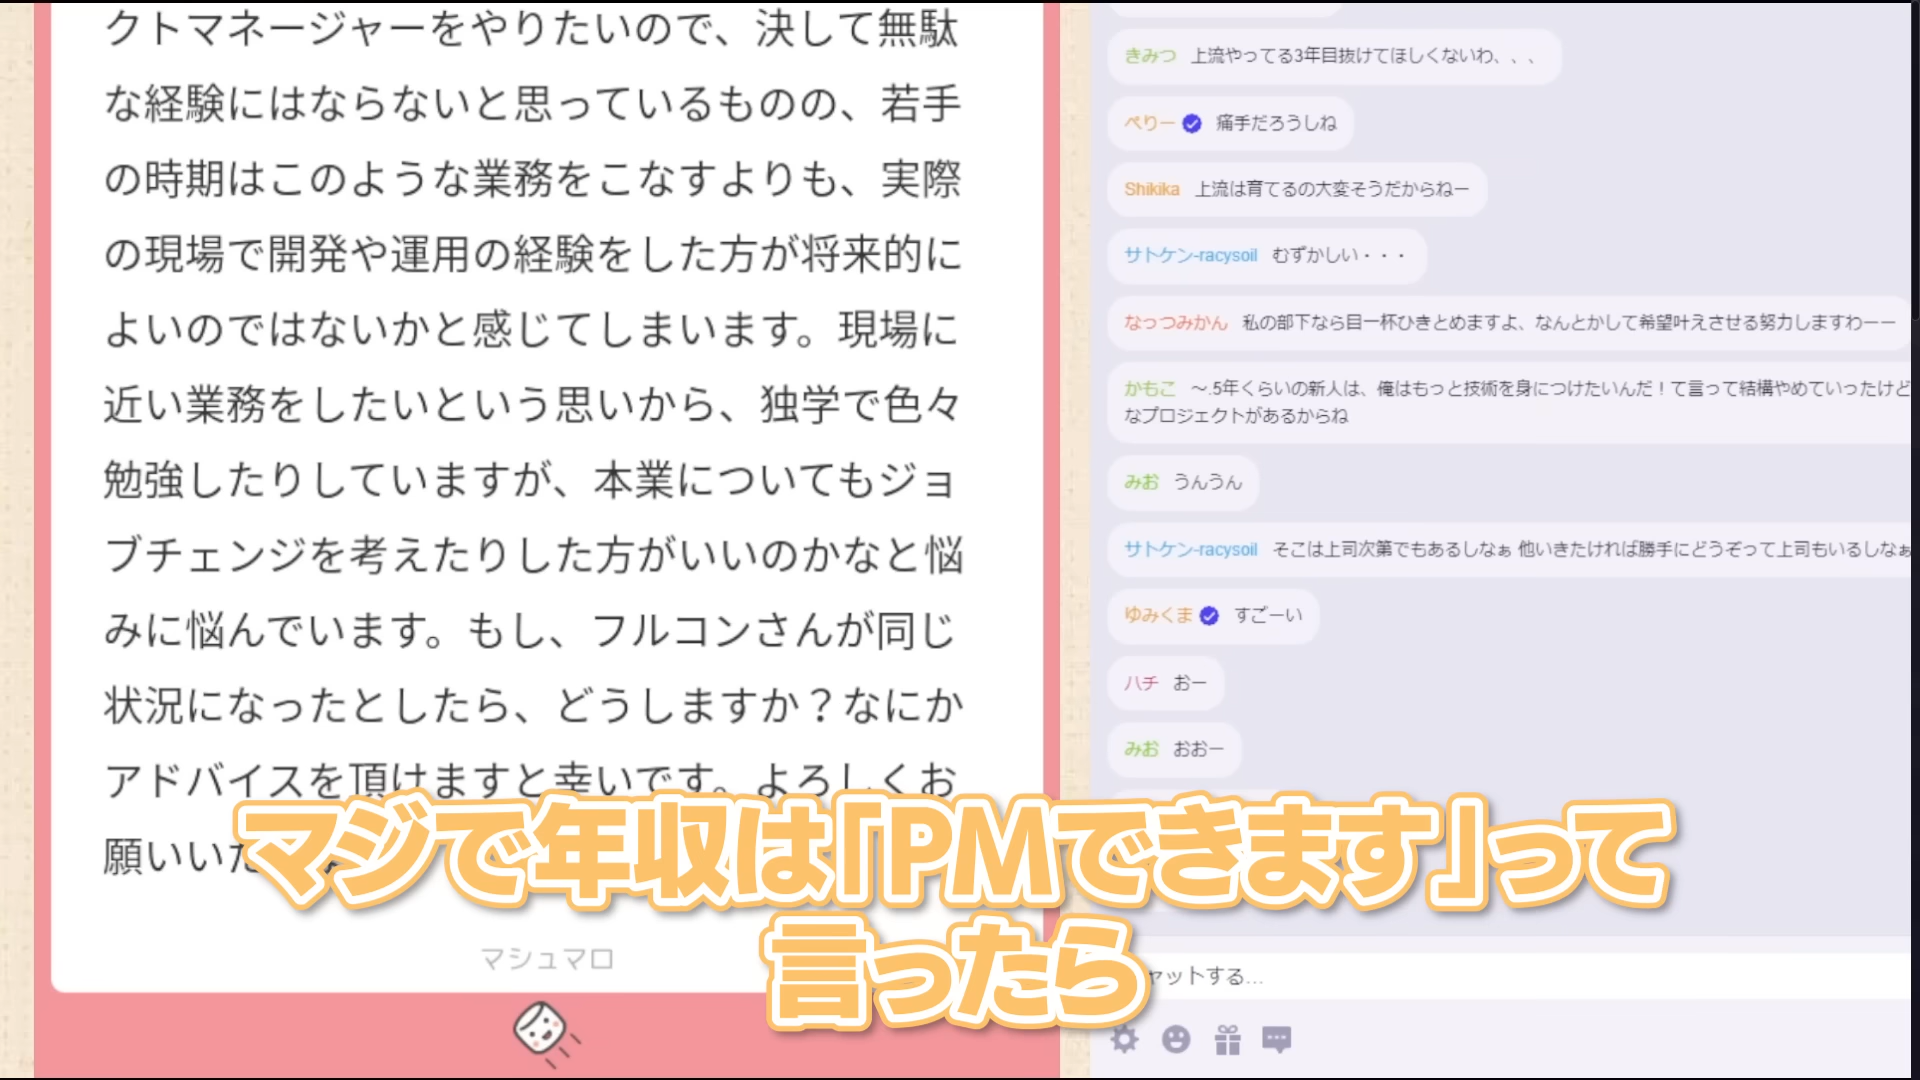 クトマネージャーをやりたいので、決して無駄
な経験にはならないと思っているものの、若手
の時期はこのような業務をこなすよりも、実際
の現場で開発や運用の経験をした方が将来的に
よいのではないかと感じてしまいます。現場に
近い業務をしたいという思いから、独学で色々
勉強したりしていますが、本業についてもジョ
ブチェンジを考えたりした方がいいのかなと悩
みに悩んでいます。もし、フルコンさんが同じ
状況になったとしたら、どうしますか？なにか
アドバイスを頂けますと幸いです。よろしくお
願いいた
マシュマロ
きみつ 上流やってる3年目抜けてほしくないわ、、、
ぺりー 痛手だろうしね
Shikika 上流は育てるの大変そうだからねー
サトケン-racysoil むずかしい・・・
なっつみかん 私の部下なら目一杯ひきとめますよ、なんとかして希望叶えさせる努力しますわーー
かもこ ～.5年くらいの新人は、俺はもっと技術を身につけたいんだ！て言って結構やめていったけど
なプロジェクトがあるからね
みお うんうん
サトケン-racysoil そこは上司次第でもあるしなぁ 他いきたければ勝手にどうぞって上司もいるしなぁ
ゆみくま すごーい
ハチ おー
みお おおー
ャットする...
マジで年収は「PMできます」って
言ったら